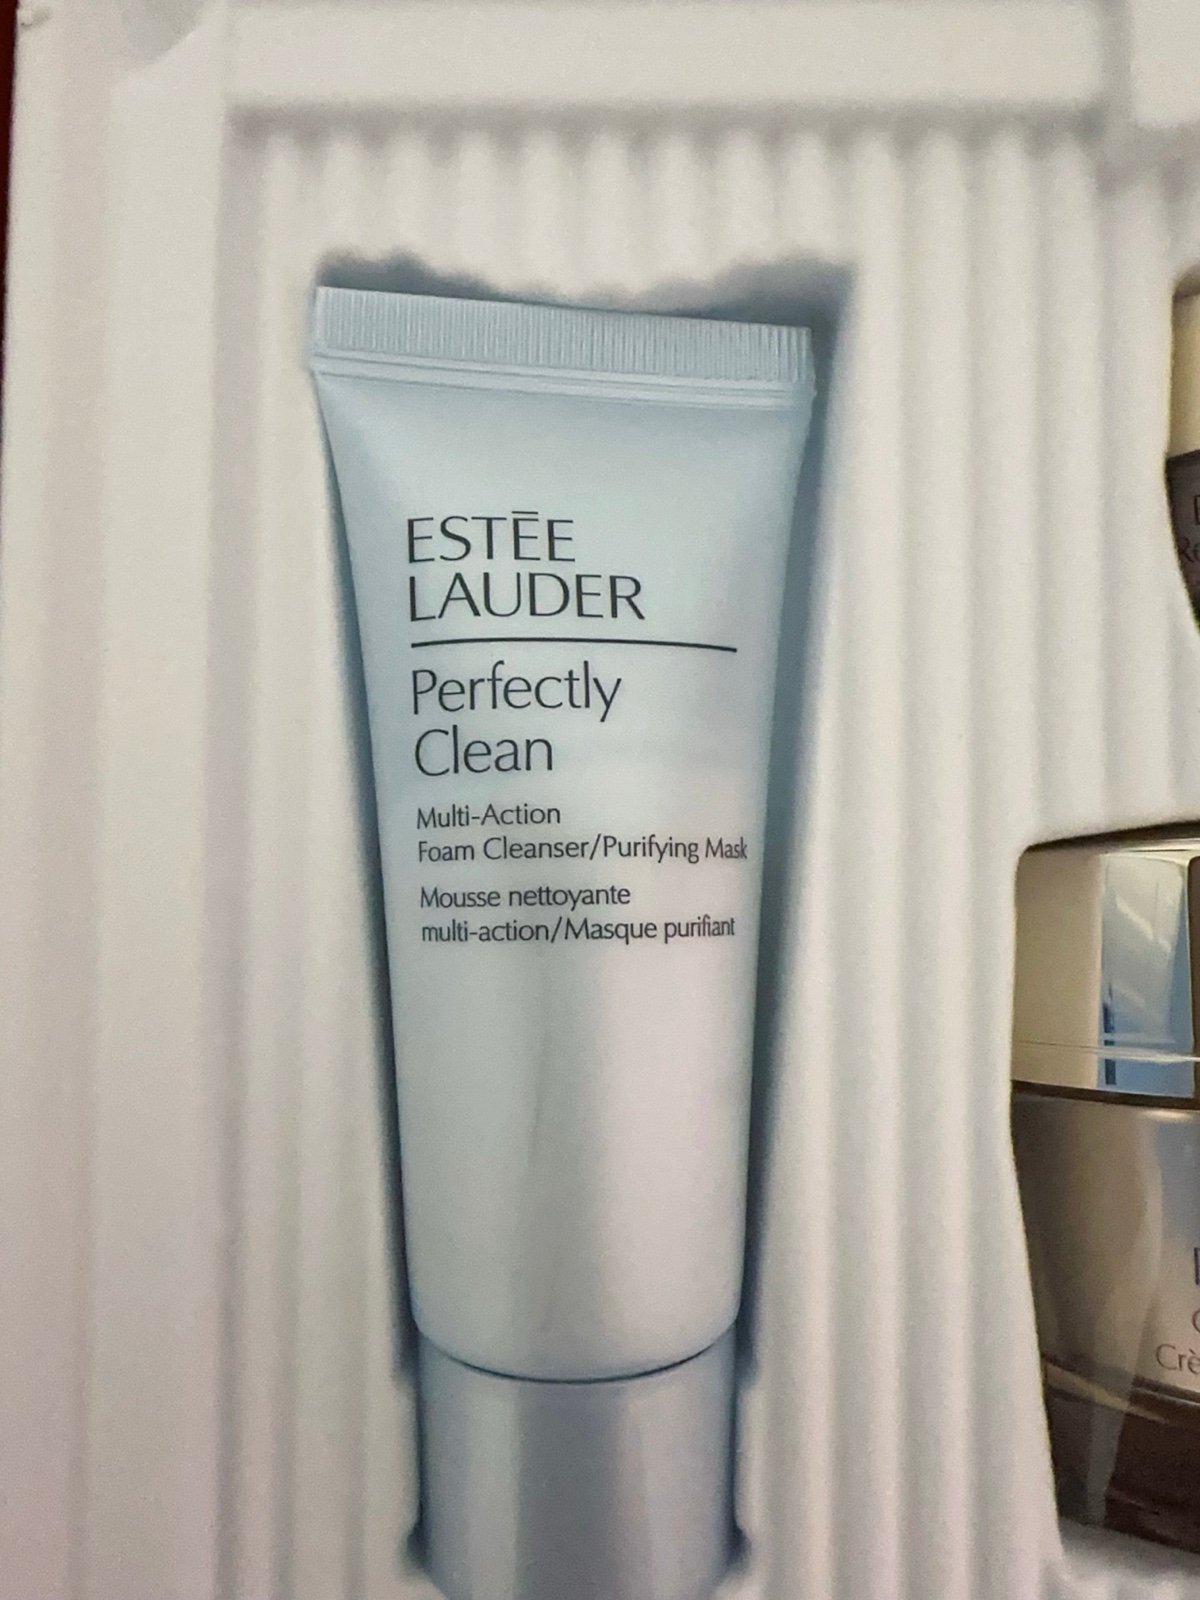 ESTĒE
LAUDER
Perfectly
Clean
Multi-Action
Foam Cleanser/Purifying Mask
Mousse nettoyante
multi-action/Masque purifiant